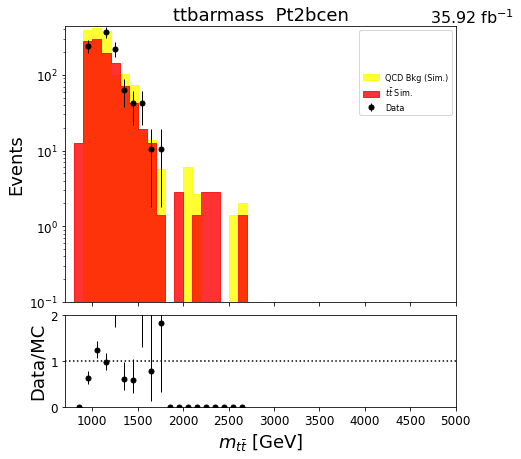 ttbarmass Pt2bcen
35.92 fb⁻¹
QCD Bkg (Sim.)
tt̄ Sim.
Data
Events
10²
10¹
10⁰
10⁻¹
Data/MC
2
1
0
1000 1500 2000 2500 3000 3500 4000 4500 5000
m_{tt̄} [GeV]